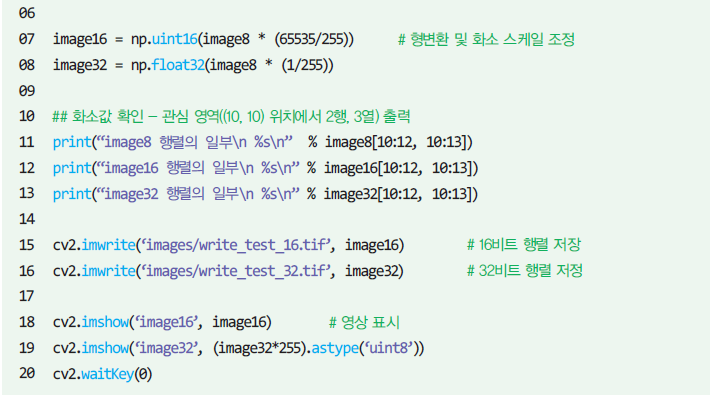 06
07 image16 = np.uint16(image8 * (65535/255)) # 형변환 및 화소 스케일 조정
08 image32 = np.float32(image8 * (1/255))
09
10 ## 화소값 확인 – 관심 영역((10, 10) 위치에서 2행, 3열) 출력
11 print(“image8 행렬의 일부\n %s\n” % image8[10:12, 10:13])
12 print(“image16 행렬의 일부\n %s\n” % image16[10:12, 10:13])
13 print(“image32 행렬의 일부\n %s\n” % image32[10:12, 10:13])
14
15 cv2.imwrite(‘images/write_test_16.tif’, image16) # 16비트 행렬 저장
16 cv2.imwrite(‘images/write_test_32.tif’, image32) # 32비트 행렬 저정
17
18 cv2.imshow(‘image16’, image16) # 영상 표시
19 cv2.imshow(‘image32’, (image32*255).astype(‘uint8’))
20 cv2.waitKey(0)